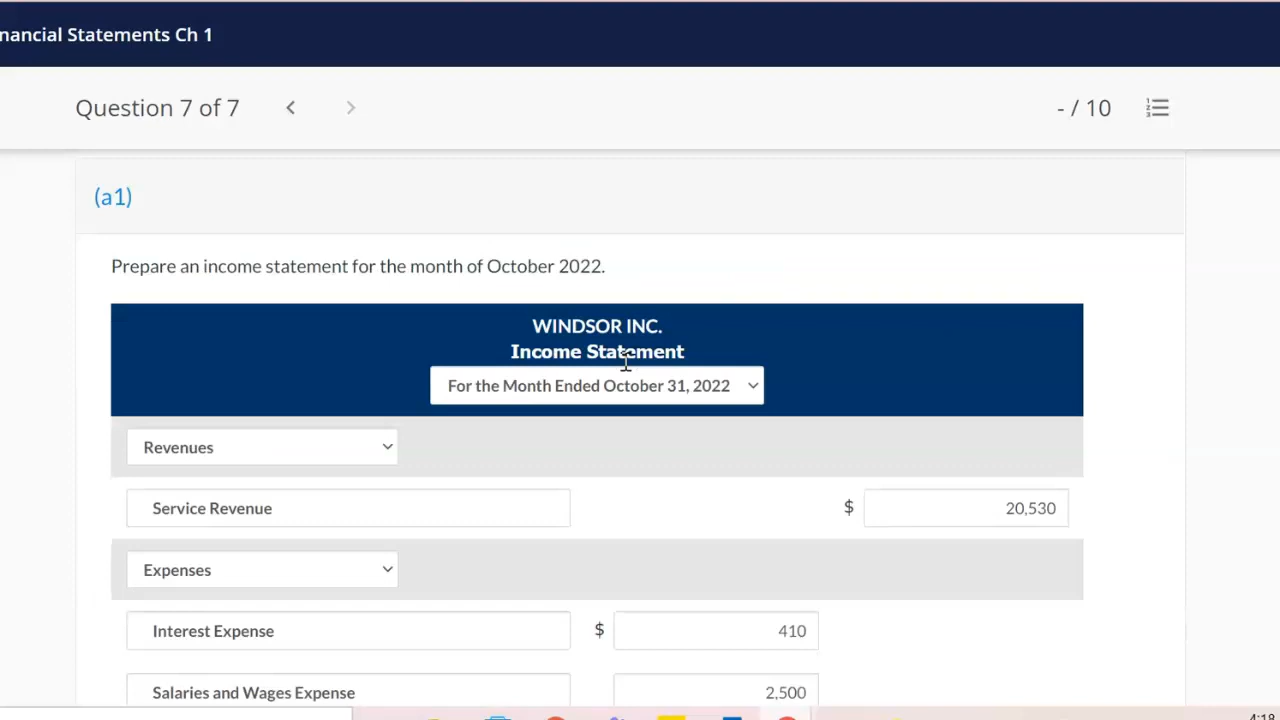 nancial Statements Ch 1
Question 7 of 7
- / 10
(a1)
Prepare an income statement for the month of October 2022.
WINDSOR INC.
Income Statement
For the Month Ended October 31, 2022
Revenues
Service Revenue $ 20,530
Expenses
Interest Expense $ 410
Salaries and Wages Expense 2,500
4:18